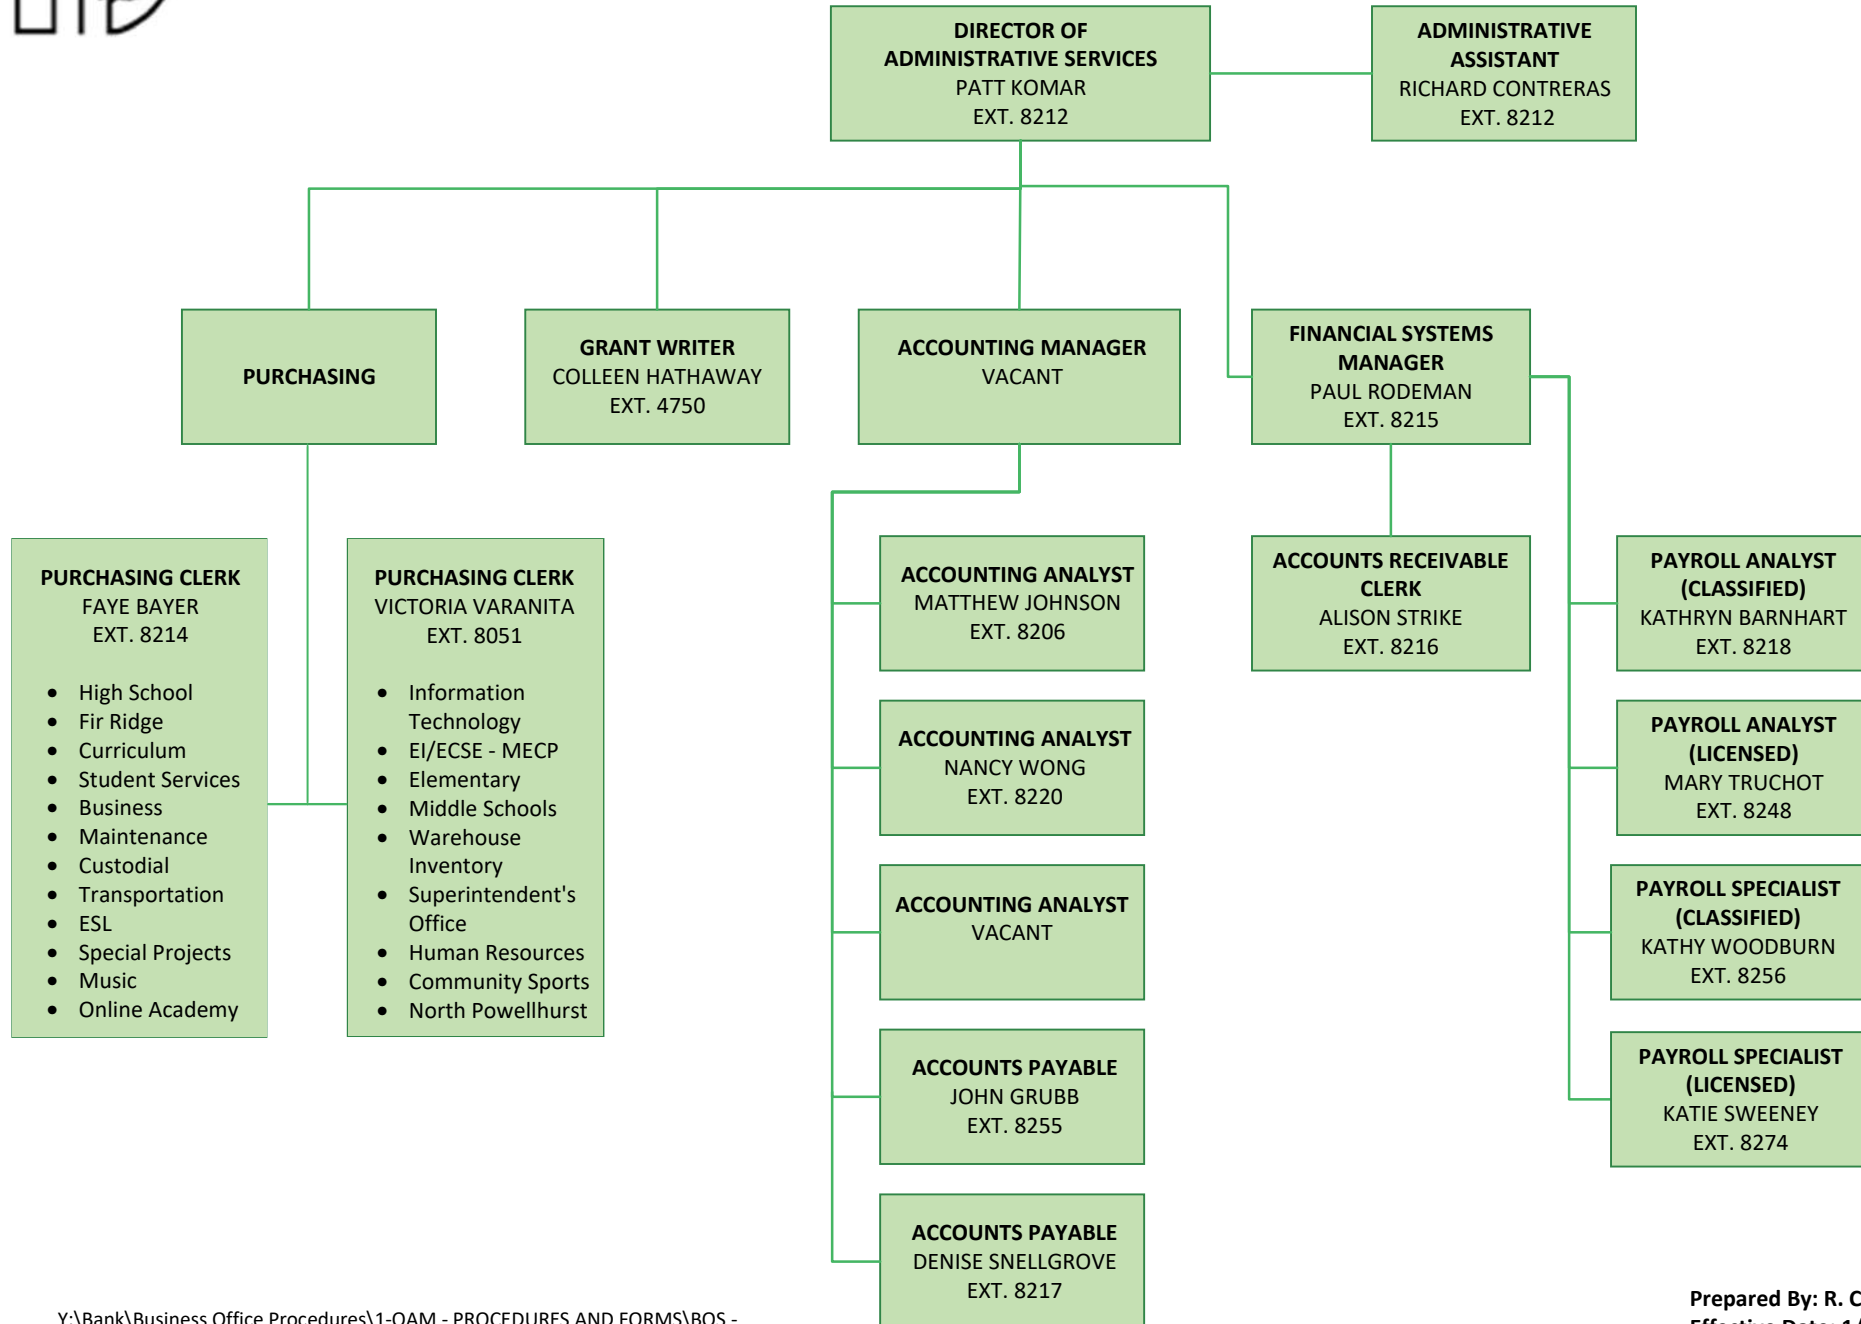 DIRECTOR OF
ADMINISTRATIVE SERVICES
PATT KOMAR
EXT. 8212
ADMINISTRATIVE
ASSISTANT
RICHARD CONTRERAS
EXT. 8212
PURCHASING
GRANT WRITER
COLLEEN HATHAWAY
EXT. 4750
ACCOUNTING MANAGER
VACANT
FINANCIAL SYSTEMS
MANAGER
PAUL RODEMAN
EXT. 8215
PURCHASING CLERK
FAYE BAYER
EXT. 8214
• High School
• Fir Ridge
• Curriculum
• Student Services
• Business
• Maintenance
• Custodial
• Transportation
• ESL
• Special Projects
• Music
• Online Academy
PURCHASING CLERK
VICTORIA VARANITA
EXT. 8051
• Information
Technology
• EI/ECSE - MECP
• Elementary
• Middle Schools
• Warehouse
Inventory
• Superintendent's
Office
• Human Resources
• Community Sports
• North Powellhurst
ACCOUNTING ANALYST
MATTHEW JOHNSON
EXT. 8206
ACCOUNTING ANALYST
NANCY WONG
EXT. 8220
ACCOUNTING ANALYST
VACANT
ACCOUNTS PAYABLE
JOHN GRUBB
EXT. 8255
ACCOUNTS PAYABLE
DENISE SNELLGROVE
EXT. 8217
ACCOUNTS RECEIVABLE
CLERK
ALISON STRIKE
EXT. 8216
PAYROLL ANALYST
(CLASSIFIED)
KATHRYN BARNHART
EXT. 8218
PAYROLL ANALYST
(LICENSED)
MARY TRUCHOT
EXT. 8248
PAYROLL SPECIALIST
(CLASSIFIED)
KATHY WOODBURN
EXT. 8256
PAYROLL SPECIALIST
(LICENSED)
KATIE SWEENEY
EXT. 8274
Y:\Bank\Business Office Procedures\1-OAM - PROCEDURES AND FORMS\BOS -
Prepared By: R. C
Effective Date: 1/